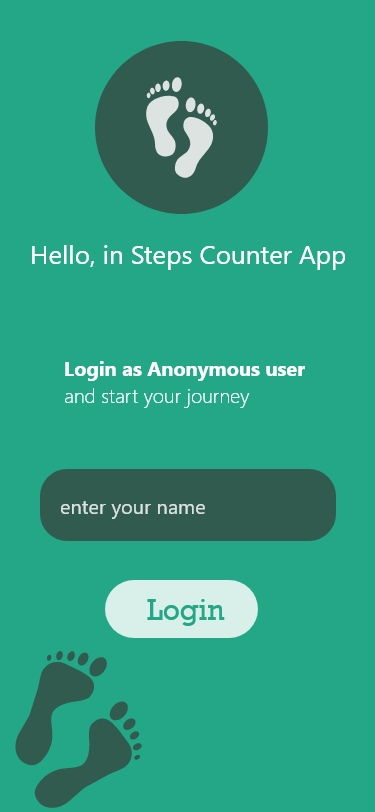 Hello, in Steps Counter App
Login as Anonymous user
and start your journey
enter your name
Login